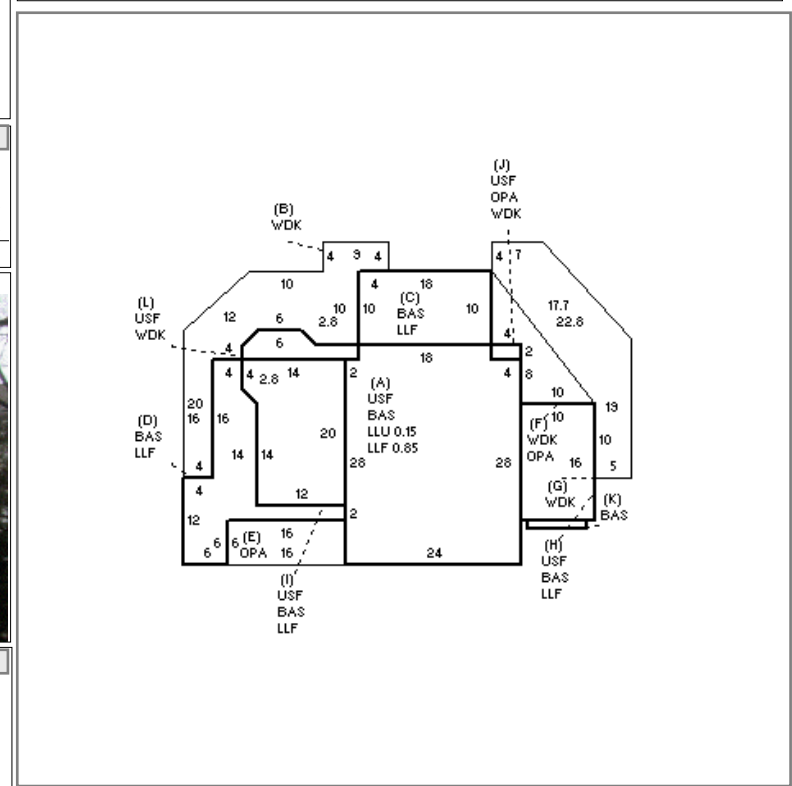 (J)
USF
OPA
WDK
(B)
WDK
4 9 4
4 7
10
4 18
(L)
USF
WDK
12
6
2.8
10
10
(C)
BAS
LLF
10
17.7
22.8
4
6
4
18
2
4
4
2.8
14
2
(A)
USF
BAS
LLU 0.15
LLF 0.85
4
8
10
20
16
16
20
10
19
(D)
BAS
LLF
(F)
WDK
OPA
10
14
14
28
28
16
5
4
4
12
(G)
WDK
(K)
BAS
12
2
6
6
6
(E)
OPA
16
16
24
(H)
USF
BAS
LLF
(I)
USF
BAS
LLF